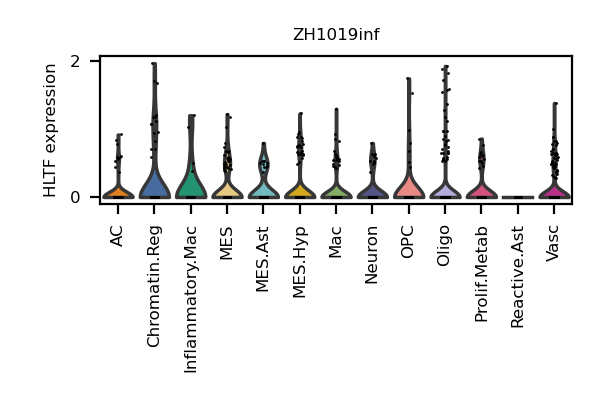 ZH1019inf
HLTF expression
2
0
AC
Chromatin.Reg
Inflammatory.Mac
MES
MES.Ast
MES.Hyp
Mac
Neuron
OPC
Oligo
Prolif.Metab
Reactive.Ast
Vasc